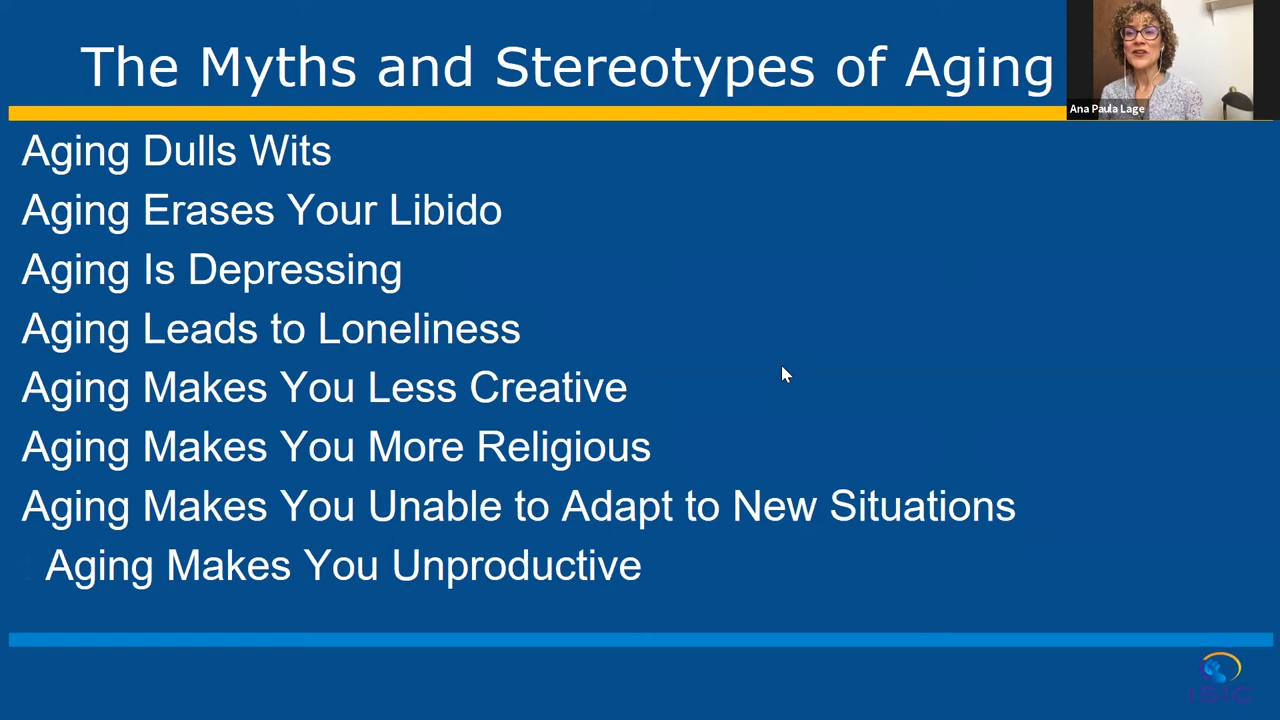 The Myths and Stereotypes of Aging
Ana Paula Lage
Aging Dulls Wits
Aging Erases Your Libido
Aging Is Depressing
Aging Leads to Loneliness
Aging Makes You Less Creative
Aging Makes You More Religious
Aging Makes You Unable to Adapt to New Situations
Aging Makes You Unproductive
ISIC